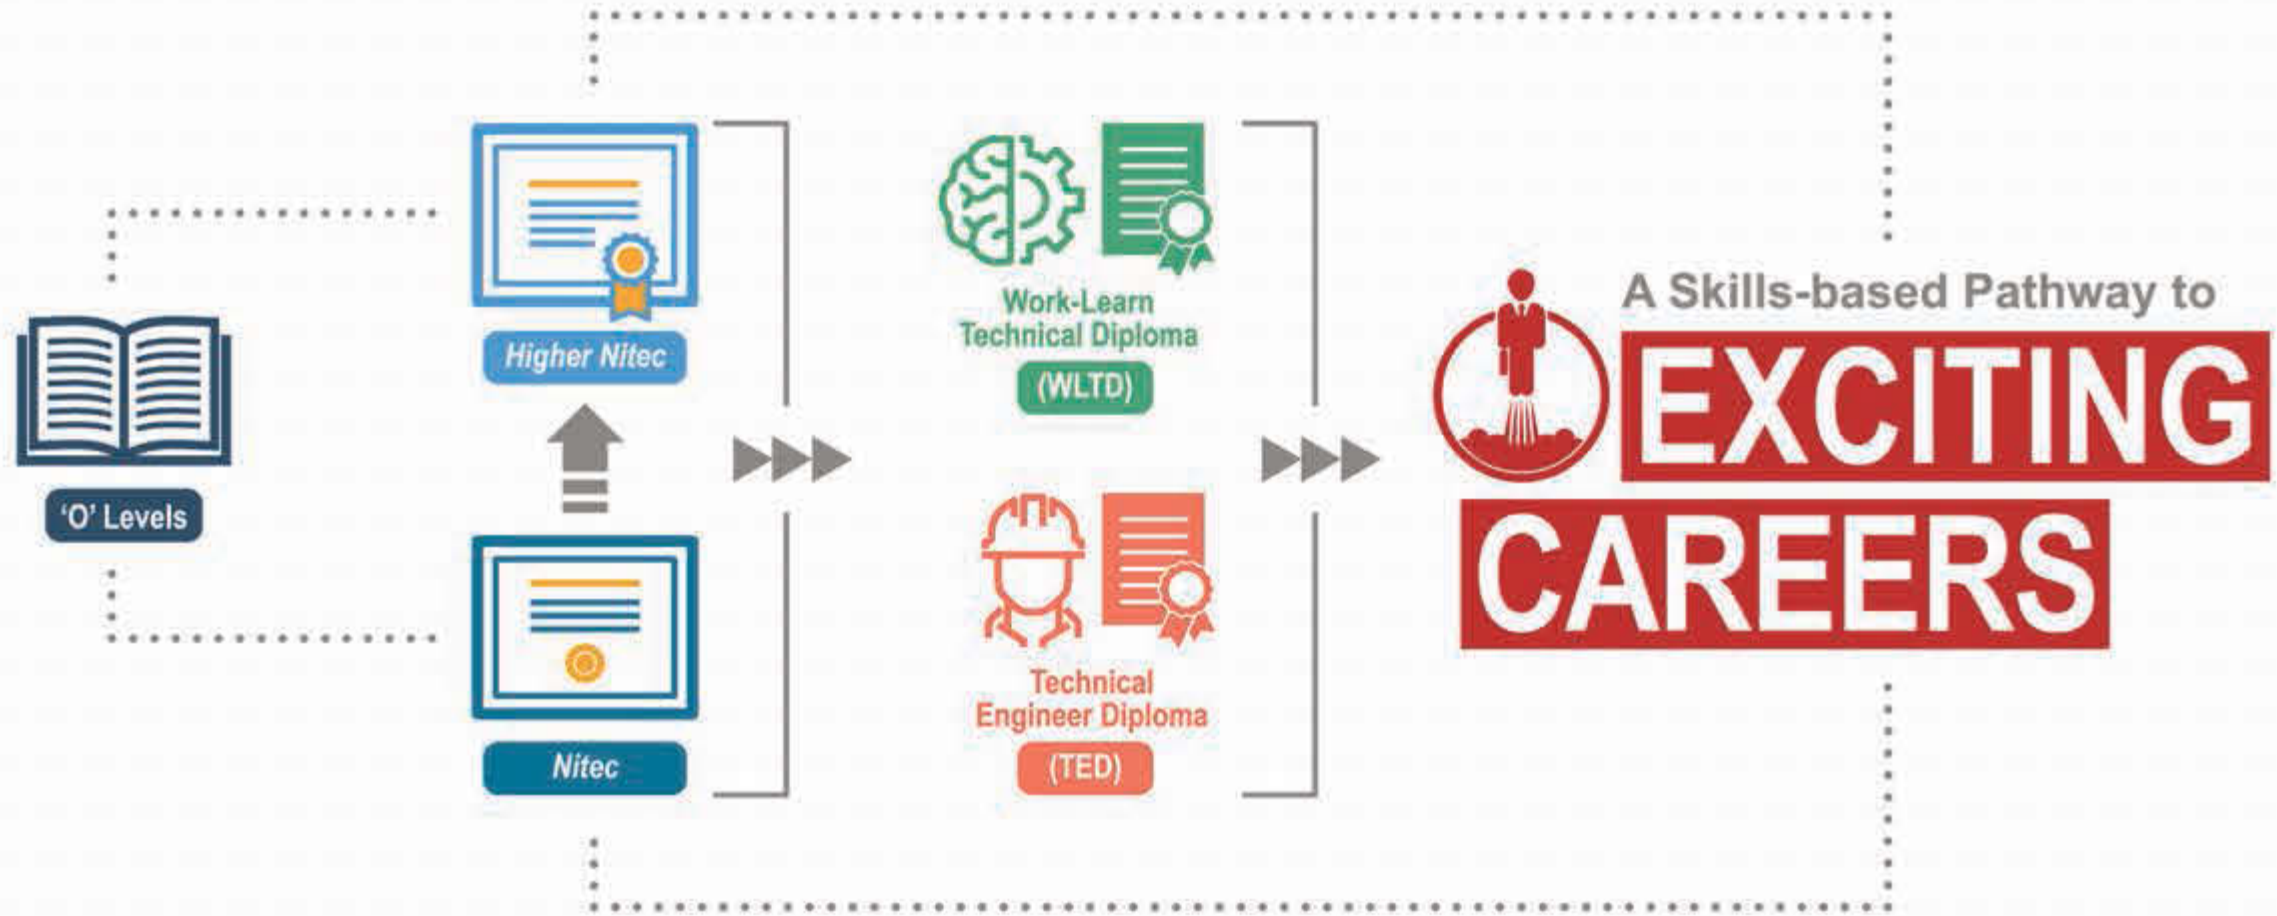 'O' Levels
Higher Nitec
Nitec
Work-Learn
Technical Diploma
(WLTD)
Technical
Engineer Diploma
(TED)
A Skills-based Pathway to
EXCITING
CAREERS